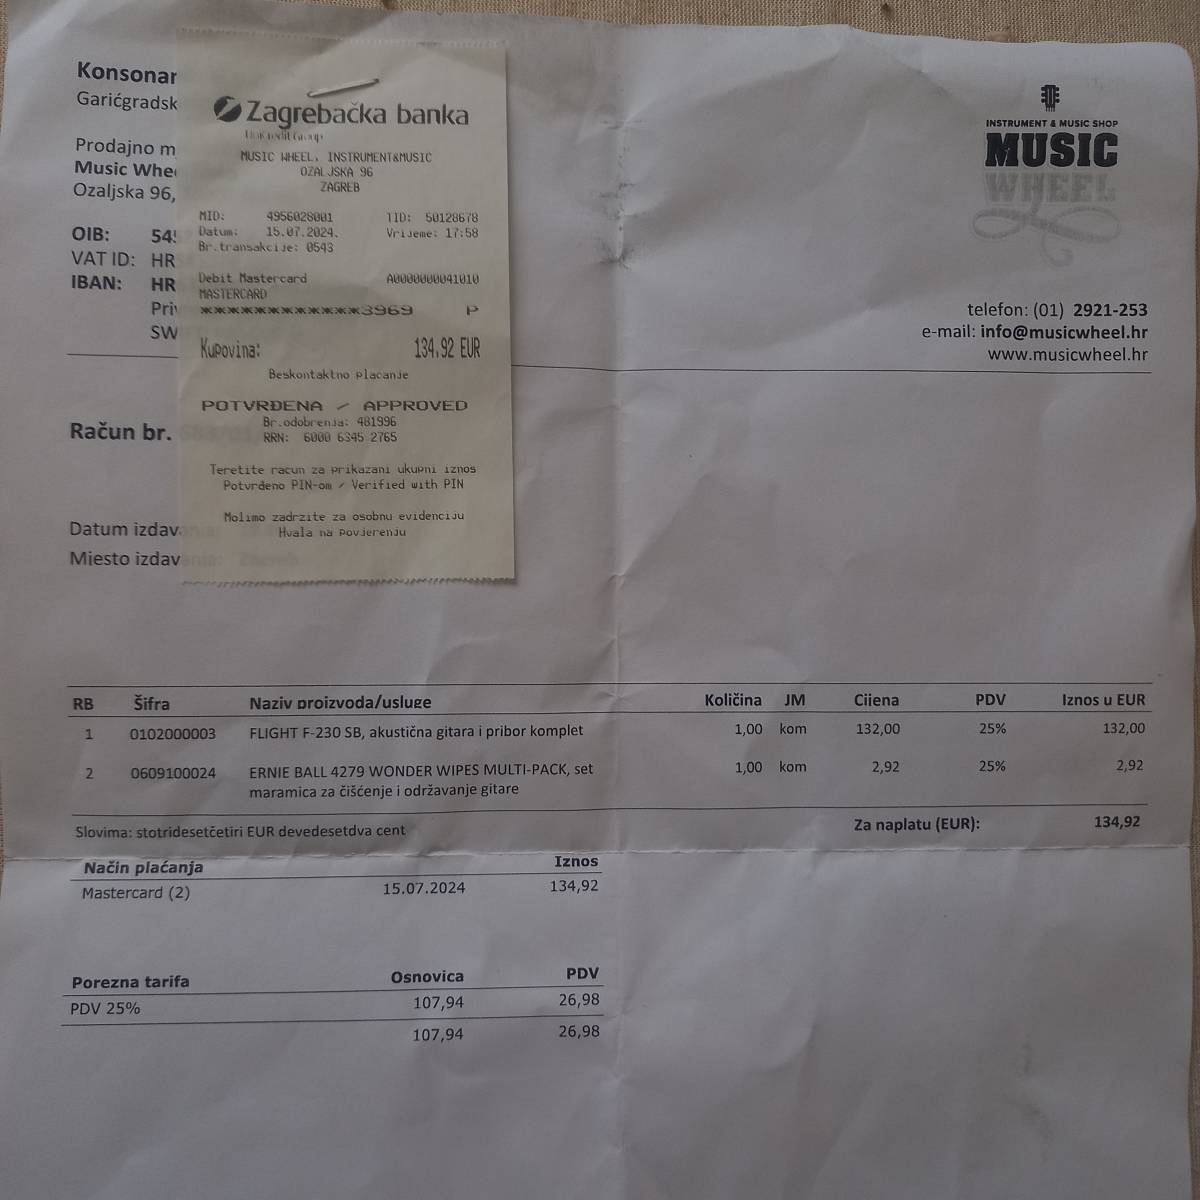 Konsonan
Garićgradsk
Prodajno m
Music Whe
Ozaljska 96,
OIB: 54
VAT ID: HR
IBAN: HR
Priv
SW
Zagrebačka banka
UniCredit Group
MUSIC WHEEL, INSTRUMENT&MUSIC
OZALJSKA 96
ZAGREB
MID: 4956028001 TID: 50128678
Datum: 15.07.2024. Vrijeme: 17:58
Br.transakcije: 0543
Debit Mastercard A0000000041010
MASTERCARD
************3969 P
Kupovina: 134.92 EUR
Beskontaktno placanje
POTVRĐENA / APPROVED
Br.odobrenja: 481996
RRN: 6000 6345 2765
Teretite racun za prikazani ukupni iznos
Potvrđeno PIN-om / Verified with PIN
Molimo zadrzite za osobnu evidenciju
Hvala na povjerenju
INSTRUMENT & MUSIC SHOP
MUSIC
WHEEL
telefon: (01) 2921-253
e-mail: info@musicwheel.hr
www.musicwheel.hr
Račun br.
Datum izdav
Mjesto izdav
RB Šifra Naziv proizvoda/usluge Količina JM Cijena PDV Iznos u EUR
1 0102000003 FLIGHT F-230 SB, akustična gitara i pribor komplet 1,00 kom 132,00 25% 132,00
2 0609100024 ERNIE BALL 4279 WONDER WIPES MULTI-PACK, set 1,00 kom 2,92 25% 2,92
maramica za čišćenje i održavanje gitare
Slovima: stotridesetčetiri EUR devedesetdva cent Za naplatu (EUR): 134,92
Način plaćanja Iznos
Mastercard (2) 15.07.2024 134,92
Porezna tarifa Osnovica PDV
PDV 25% 107,94 26,98
107,94 26,98